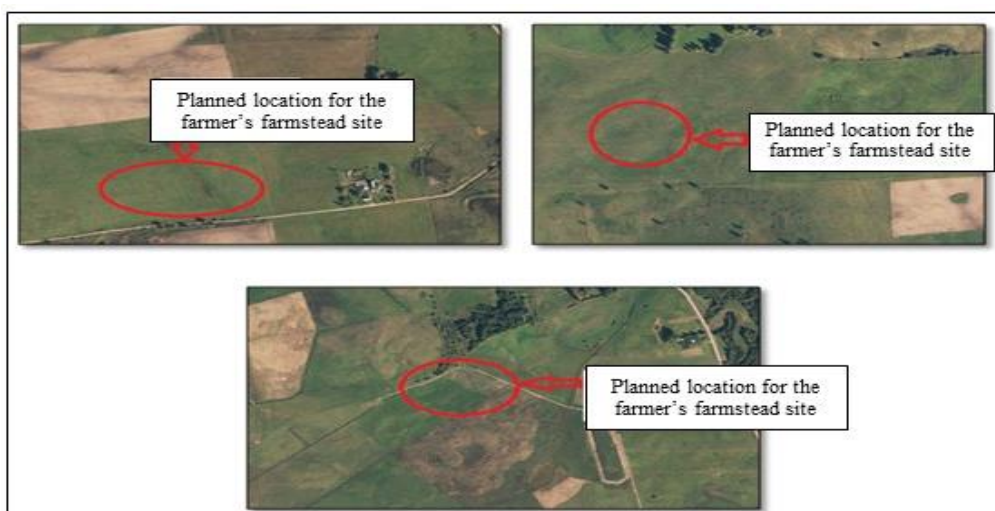 Planned location for the
farmer's farmstead site
Planned location for the
farmer's farmstead site
Planned location for the
farmer's farmstead site